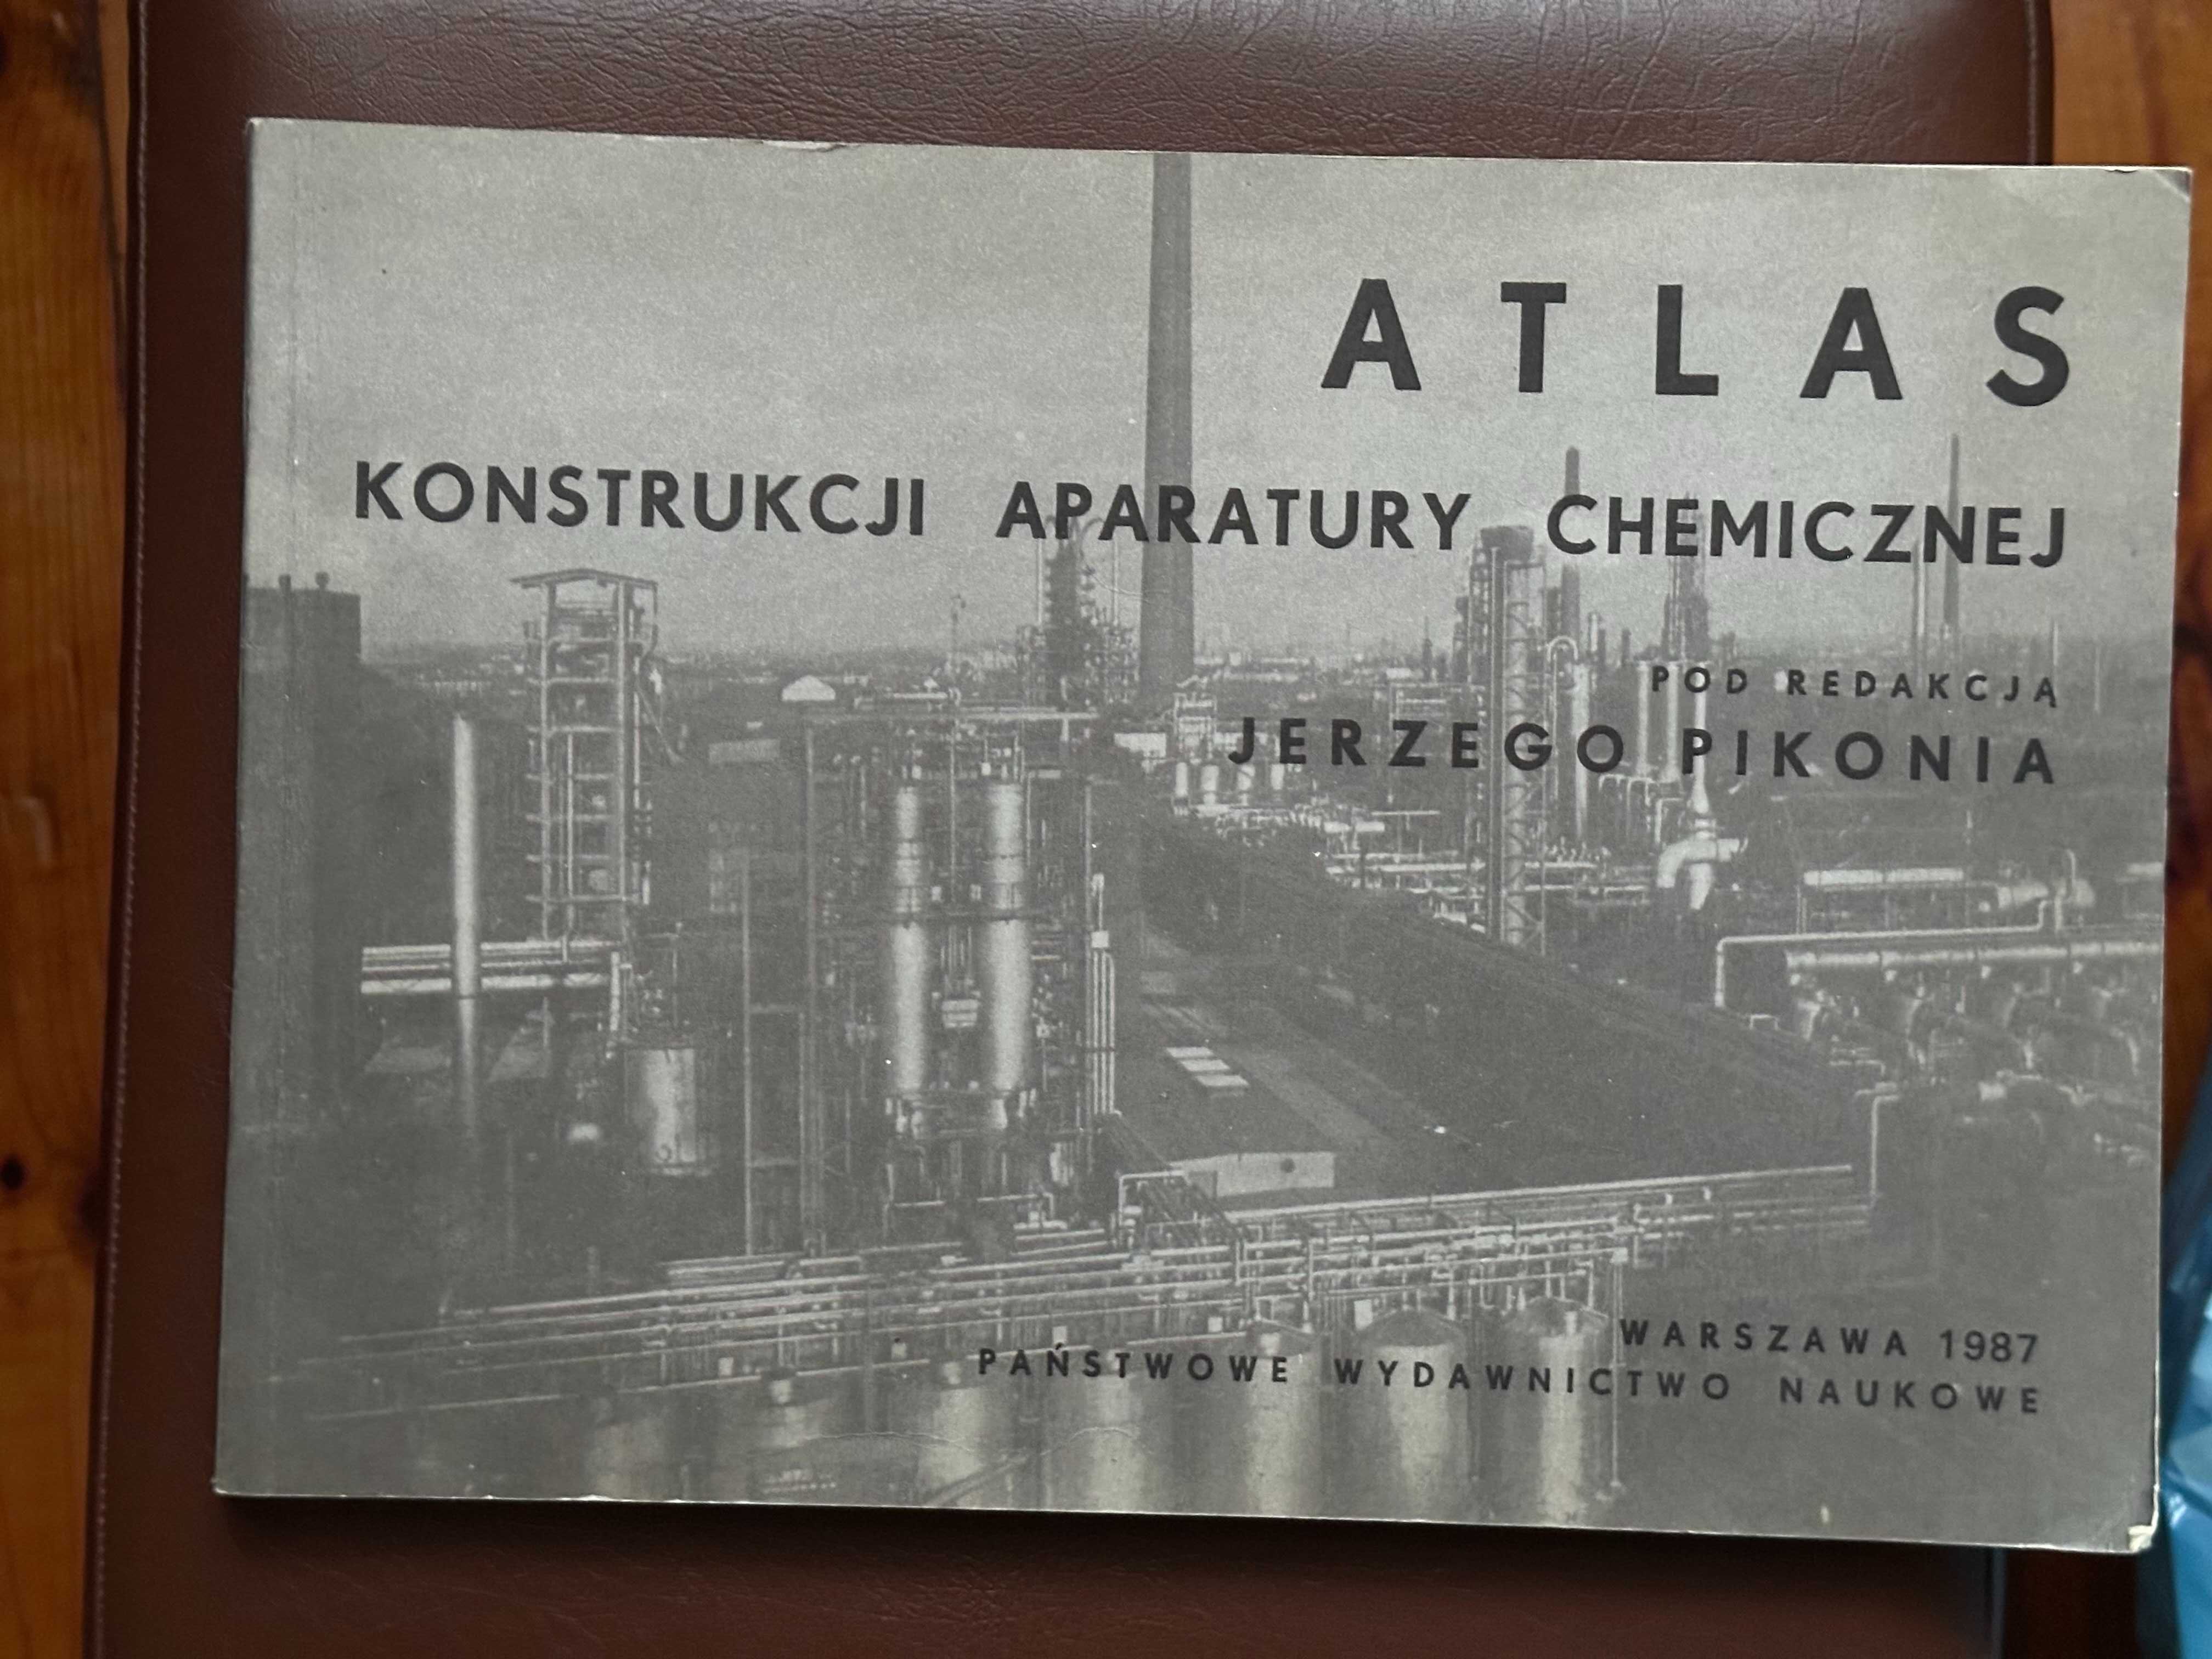 ATLAS
KONSTRUKCJI APARATURY CHEMICZNEJ
POD REDAKCJĄ
JERZEGO PIKONIA
WARSZAWA 1987
PAŃSTWOWE WYDAWNICTWO NAUKOWE